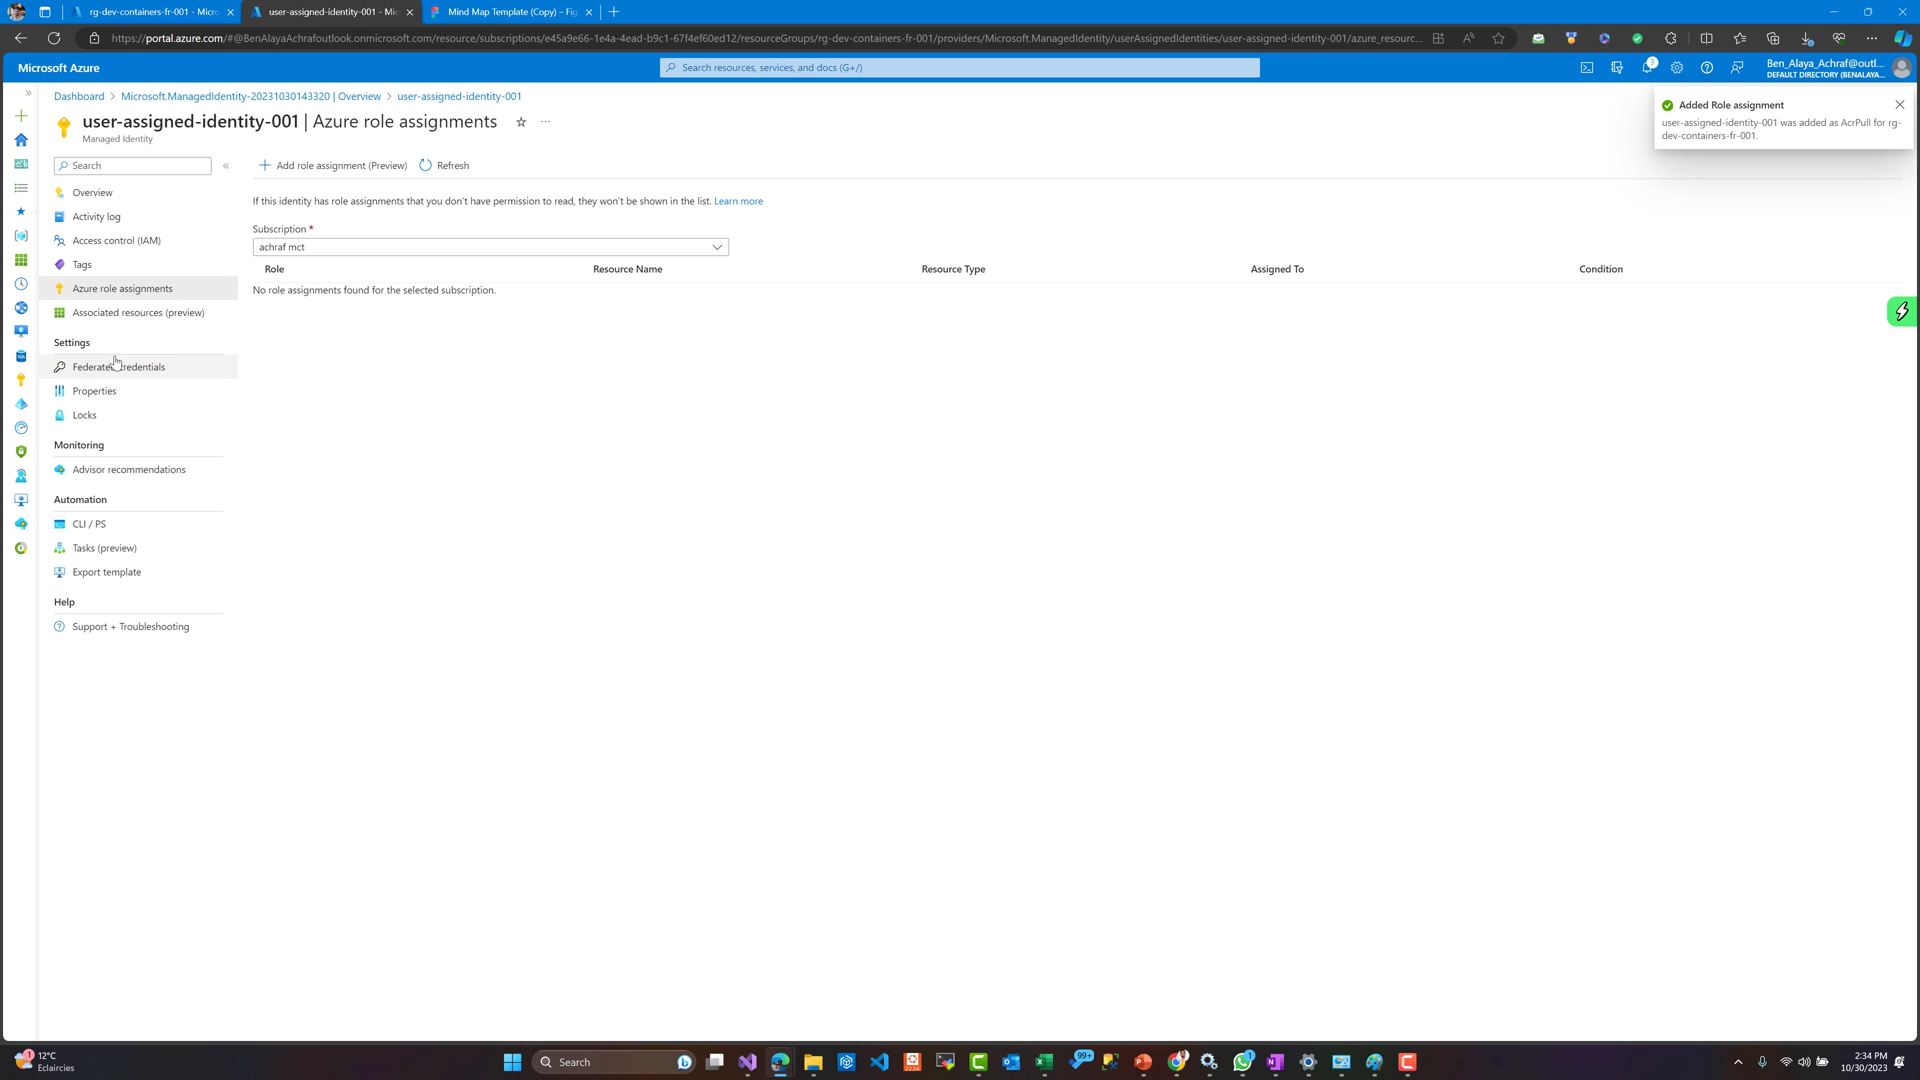 rg-dev-containers-fr-001 - Micro
user-assigned-identity-001 - Mi
Mind Map Template (Copy) – Fig
https://portal.azure.com/#@BenAlayaAchrafoutlook.onmicrosoft.com/resource/subscriptions/e45a9e66-1e4a-4ead-b9c1-67f4ef60ed12/resourceGroups/rg-dev-containers-fr-001/providers/Microsoft.ManagedIdentity/userAssignedIdentities/user-assigned-identity-001/azure_resourc...
Microsoft Azure
Search resources, services, and docs (G+/)
3
Ben_Alaya_Achraf@outl...
DEFAULT DIRECTORY (BENALAYA...
Dashboard > Microsoft.ManagedIdentity-20231030143320 | Overview > user-assigned-identity-001
user-assigned-identity-001 | Azure role assignments
Managed Identity
Added Role assignment
user-assigned-identity-001 was added as AcrPull for rg-
dev-containers-fr-001.
Search
Add role assignment (Preview)
Refresh
Overview
Activity log
Access control (IAM)
Tags
Azure role assignments
Associated resources (preview)
Settings
Federated credentials
Properties
Locks
Monitoring
Advisor recommendations
Automation
CLI / PS
Tasks (preview)
Export template
Help
Support + Troubleshooting
If this identity has role assignments that you don't have permission to read, they won't be shown in the list. Learn more
Subscription *
achraf mct
Role
Resource Name
Resource Type
Assigned To
Condition
No role assignments found for the selected subscription.
1
12°C
Eclaircies
Search
99+
1
2:34 PM
10/30/2023